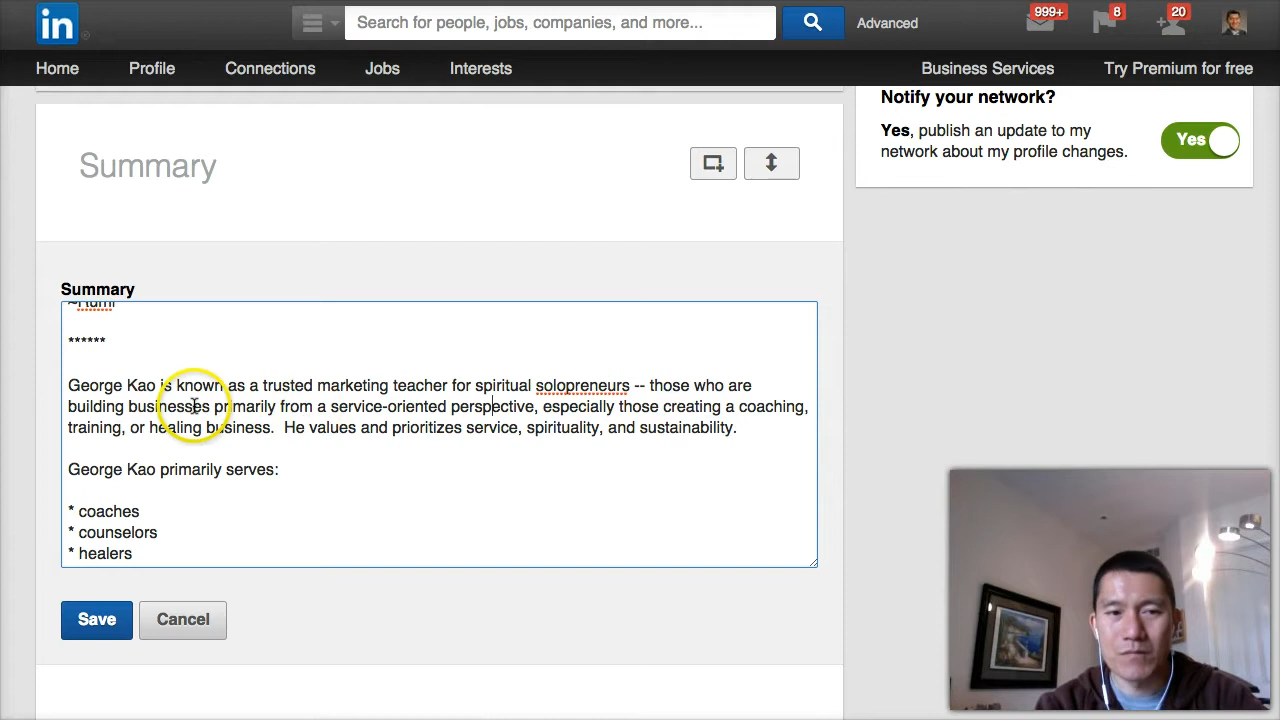 in
Search for people, jobs, companies, and more...
Advanced
999+
8
20
Home Profile Connections Jobs Interests Business Services Try Premium for free
Notify your network?
Yes, publish an update to my
network about my profile changes.
Yes
Summary
Summary
~Rumi
******
George Kao is known as a trusted marketing teacher for spiritual solopreneurs -- those who are
building businesses primarily from a service-oriented perspective, especially those creating a coaching,
training, or healing business.  He values and prioritizes service, spirituality, and sustainability.
George Kao primarily serves:
* coaches
* counselors
* healers
Save Cancel